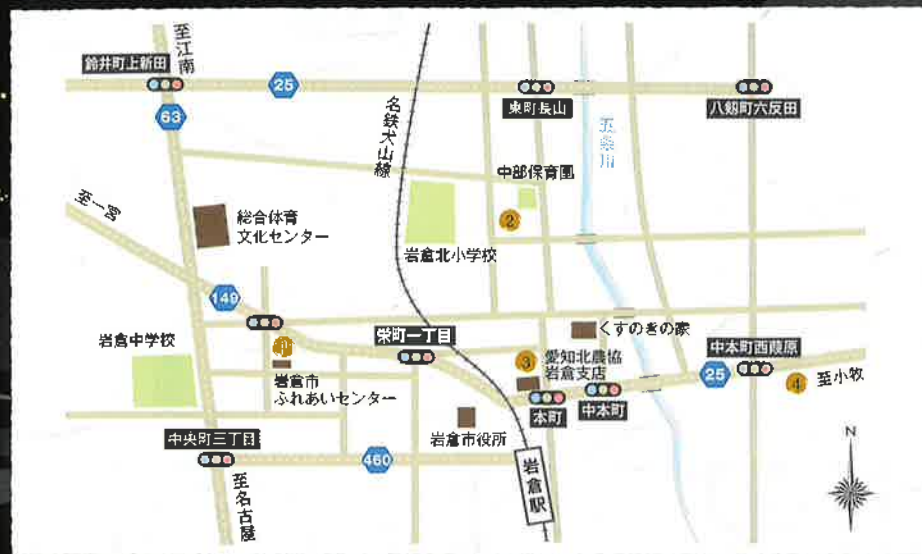 至江南
鈴井町上新田
25
63
名鉄犬山線
東町長山
八剱町六反田
五条川
中部保育園
2
至一宮
総合体育
文化センター
岩倉北小学校
149
岩倉中学校
1
岩倉市
ふれあいセンター
栄町一丁目
くすのきの家
3
愛知北農協
岩倉支店
中本町西葭原
25
4
至小牧
本町
中本町
岩倉市役所
中央町三丁目
460
至名古屋
岩倉駅
N